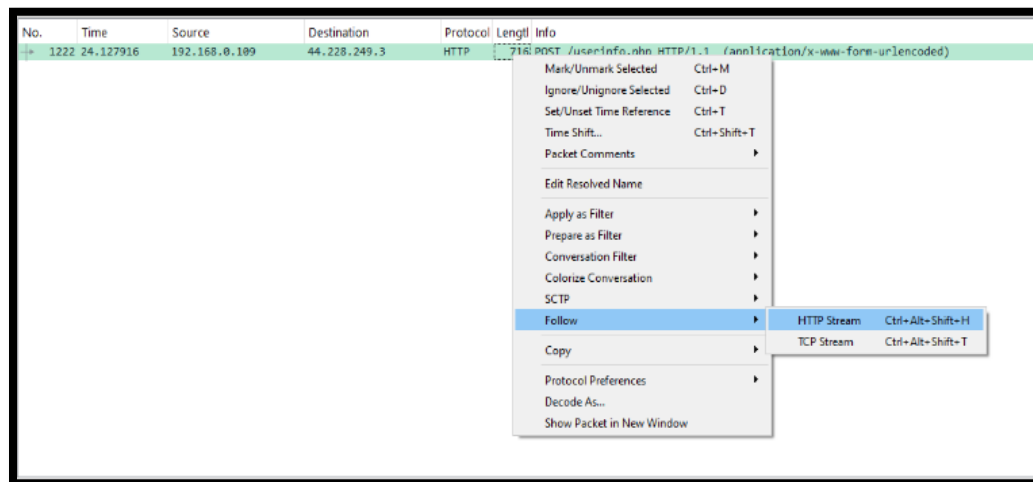 No. Time Source Destination Protocol Lengtl Info
1222 24.127916 192.168.0.109 44.228.249.3 HTTP 716 POST /userinfo.php HTTP/1.1 (application/x-www-form-urlencoded)
Mark/Unmark Selected Ctrl+M
Ignore/Unignore Selected Ctrl+D
Set/Unset Time Reference Ctrl+T
Time Shift... Ctrl+Shift+T
Packet Comments
Edit Resolved Name
Apply as Filter
Prepare as Filter
Conversation Filter
Colorize Conversation
SCTP
Follow HTTP Stream Ctrl+Alt+Shift+H
TCP Stream Ctrl+Alt+Shift+T
Copy
Protocol Preferences
Decode As...
Show Packet in New Window